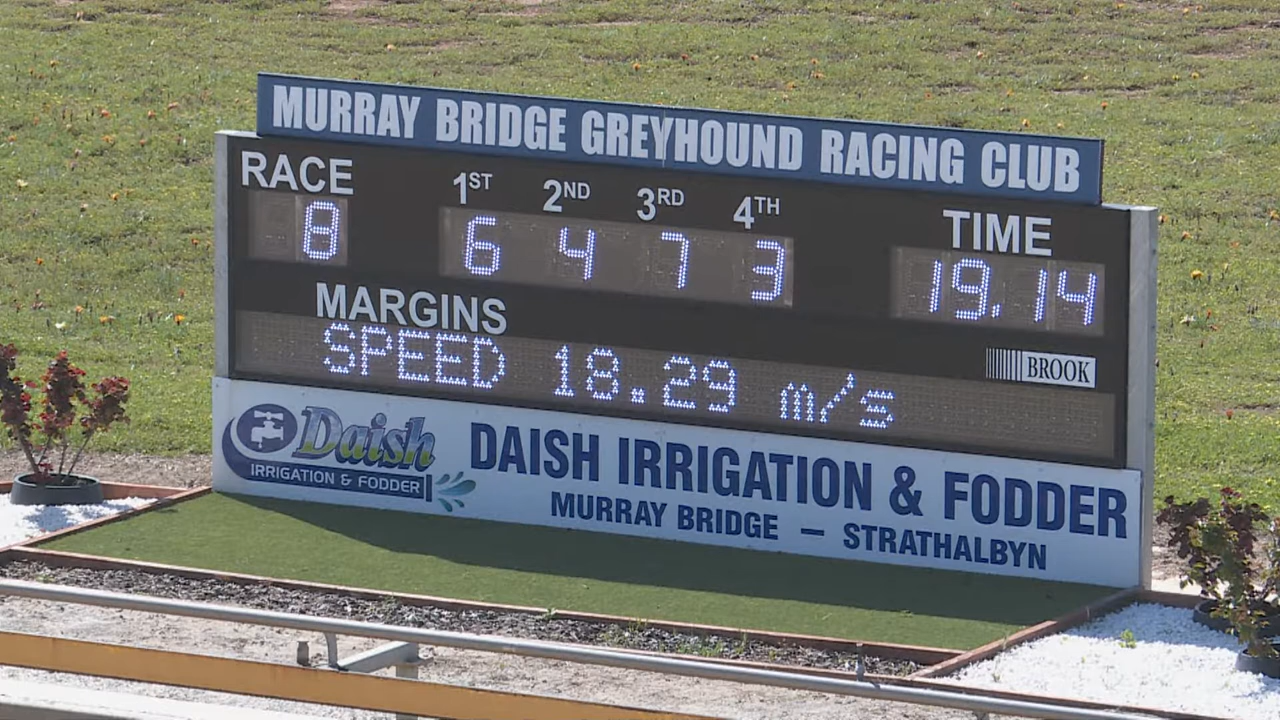 MURRAY BRIDGE GREYHOUND RACING CLUB
RACE 1ST 2ND 3RD 4TH TIME
8 6 4 7 3 19.14
MARGINS
SPEED 18.29 m/s
BROOK
Daish
IRRIGATION & FODDER
DAISH IRRIGATION & FODDER
MURRAY BRIDGE – STRATHALBYN